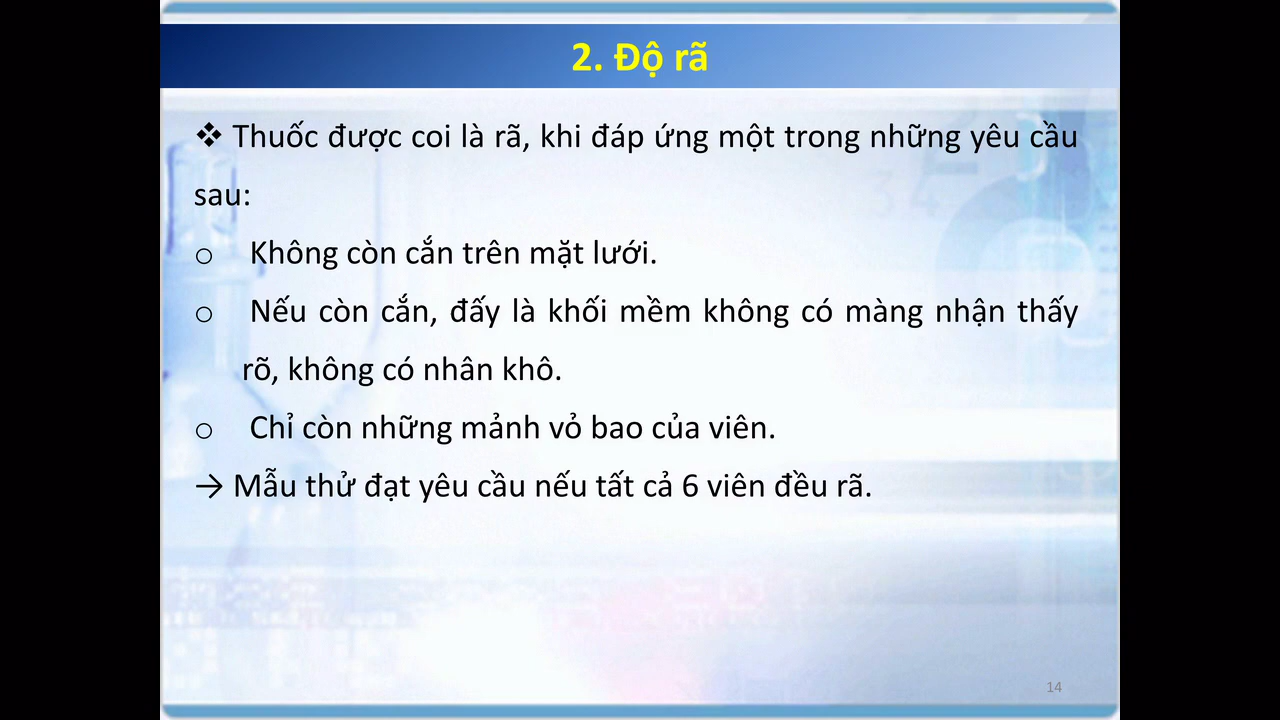 2. Độ rã
❖ Thuốc được coi là rã, khi đáp ứng một trong những yêu cầu
sau:
o Không còn cắn trên mặt lưới.
o Nếu còn cắn, đấy là khối mềm không có màng nhận thấy
rõ, không có nhân khô.
o Chỉ còn những mảnh vỏ bao của viên.
→ Mẫu thử đạt yêu cầu nếu tất cả 6 viên đều rã.
14